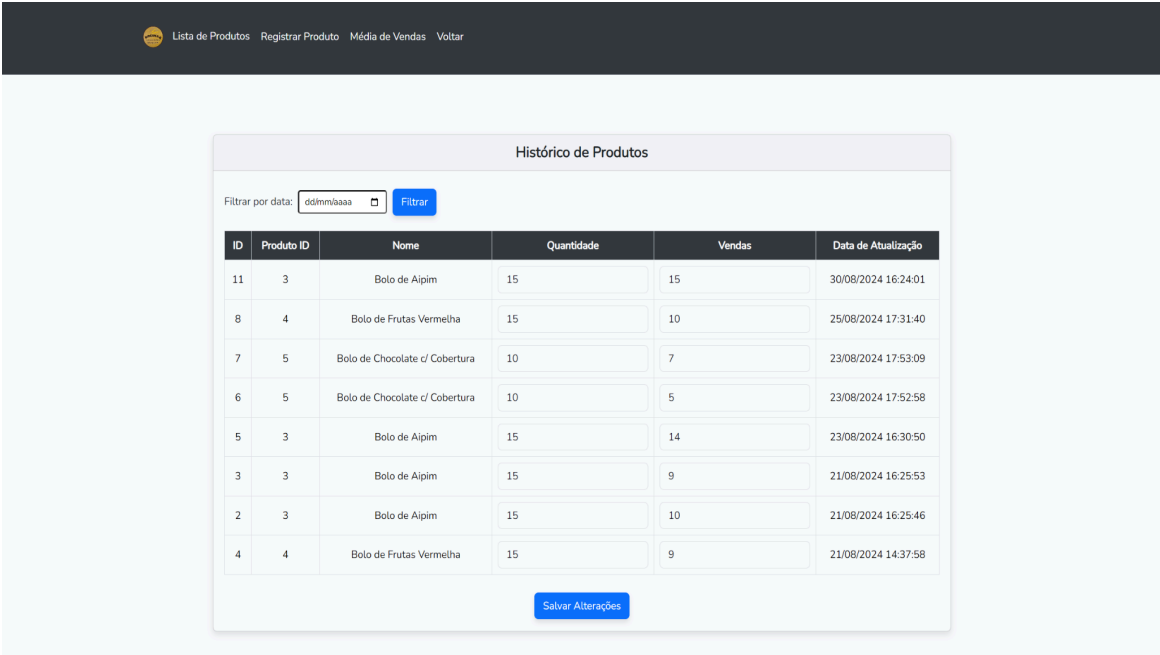 Lista de Produtos Registrar Produto Média de Vendas Voltar
Histórico de Produtos
Filtrar por data: dd/mm/aaaa Filtrar
ID Produto ID Nome Quantidade Vendas Data de Atualização
11 3 Bolo de Aipim 15 15 30/08/2024 16:24:01
8 4 Bolo de Frutas Vermelha 15 10 25/08/2024 17:31:40
7 5 Bolo de Chocolate c/ Cobertura 10 7 23/08/2024 17:53:09
6 5 Bolo de Chocolate c/ Cobertura 10 5 23/08/2024 17:52:58
5 3 Bolo de Aipim 15 14 23/08/2024 16:30:50
3 3 Bolo de Aipim 15 9 21/08/2024 16:25:53
2 3 Bolo de Aipim 15 10 21/08/2024 16:25:46
4 4 Bolo de Frutas Vermelha 15 9 21/08/2024 14:37:58
Salvar Alterações